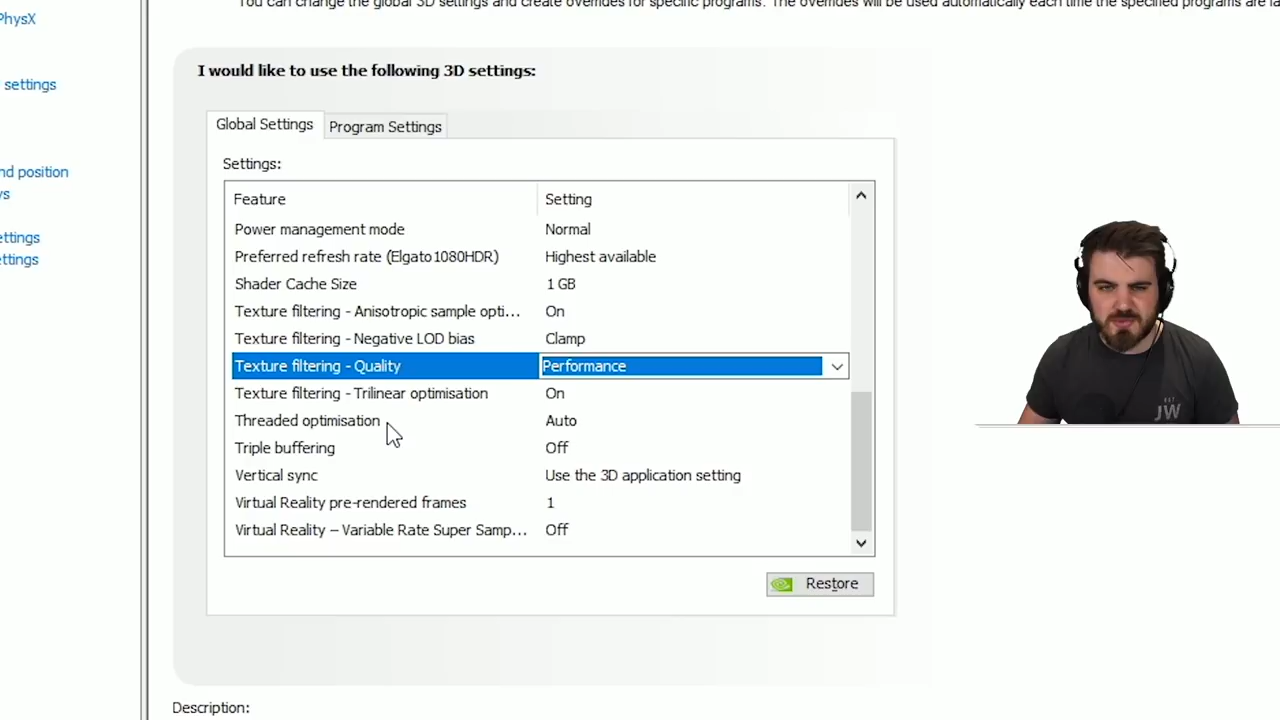 You can change the global 3D settings and create overrides for specific programs. The overrides will be used automatically each time the specified programs are la
PhysX
settings
nd position
ys
ettings
ettings
I would like to use the following 3D settings:
Global Settings
Program Settings
Settings:
Feature Setting
Power management mode Normal
Preferred refresh rate (Elgato1080HDR) Highest available
Shader Cache Size 1 GB
Texture filtering - Anisotropic sample opti... On
Texture filtering - Negative LOD bias Clamp
Texture filtering - Quality Performance
Texture filtering - Trilinear optimisation On
Threaded optimisation Auto
Triple buffering Off
Vertical sync Use the 3D application setting
Virtual Reality pre-rendered frames 1
Virtual Reality – Variable Rate Super Samp... Off
Restore
Description:
JW